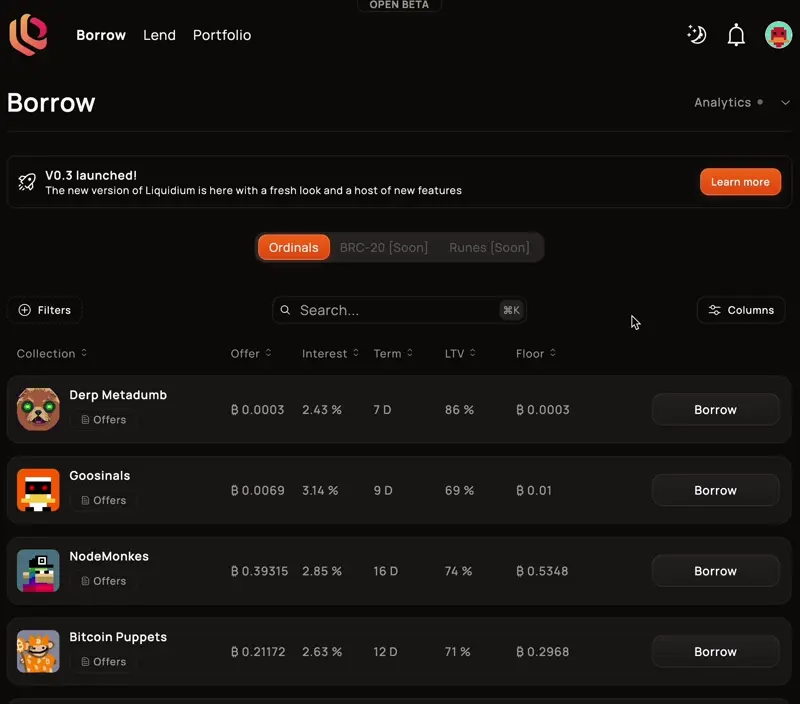 OPEN BETA
Borrow Lend Portfolio
Borrow
Analytics
V0.3 launched!
The new version of Liquidium is here with a fresh look and a host of new features
Learn more
Ordinals BRC-20 [Soon] Runes [Soon]
Filters Search... ⌘K Columns
Collection Offer Interest Term LTV Floor
Derp Metadumb
Offers
₿ 0.0003 2.43 % 7 D 86 % ₿ 0.0003 Borrow
Goosinals
Offers
₿ 0.0069 3.14 % 9 D 69 % ₿ 0.01 Borrow
NodeMonkes
Offers
₿ 0.39315 2.85 % 16 D 74 % ₿ 0.5348 Borrow
Bitcoin Puppets
Offers
₿ 0.21172 2.63 % 12 D 71 % ₿ 0.2968 Borrow